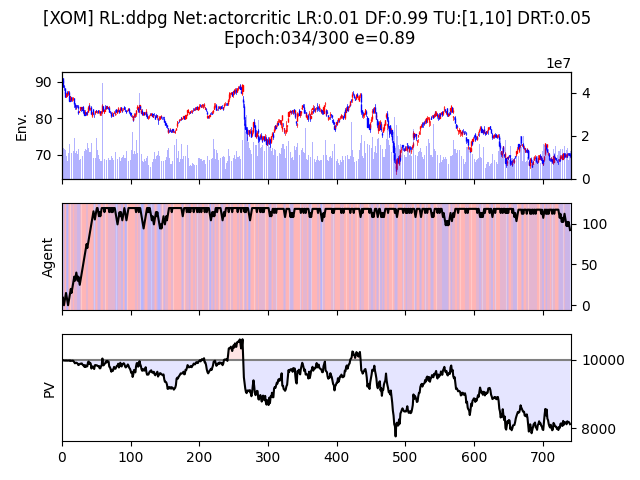 [XOM] RL:ddpg Net:actorcritic LR:0.01 DF:0.99 TU:[1,10] DRT:0.05
Epoch:034/300 e=0.89
1e7
90
80
70
Env.
4
2
0
Agent
100
50
0
PV
10000
8000
0 100 200 300 400 500 600 700